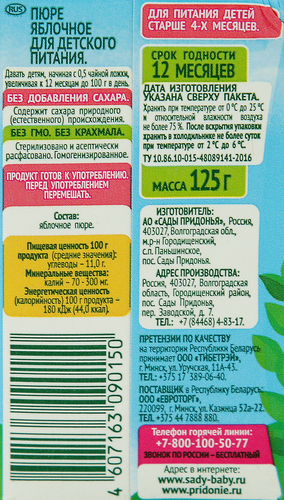 RUS
ПЮРЕ
ЯБЛОЧНОЕ
ДЛЯ ДЕТСКОГО
ПИТАНИЯ.
Давать детям, начиная с 0,5 чайной ложки,
увеличивая к 12 месяцам до 100 г в день.
БЕЗ ДОБАВЛЕНИЯ САХАРА.
Содержит сахара природного
(естественного) происхождения.
БЕЗ ГМО. БЕЗ КРАХМАЛА.
Стерилизовано и асептически
расфасовано. Гомогенизированное.
ПРОДУКТ ГОТОВ К УПОТРЕБЛЕНИЮ.
ПЕРЕД УПОТРЕБЛЕНИЕМ
ПЕРЕМЕШАТЬ.
Состав:
яблочное пюре.
Пищевая ценность 100 г
продукта (средние значения):
углеводы – 11,0 г.
Минеральные вещества:
калий – 70 - 300 мг.
Энергетическая ценность
(калорийность) 100 г продукта –
180 кДж (44,0 ккал).
4 607163 090150
ДЛЯ ПИТАНИЯ ДЕТЕЙ
СТАРШЕ 4-Х МЕСЯЦЕВ.
СРОК ГОДНОСТИ
12 МЕСЯЦЕВ
ДАТА ИЗГОТОВЛЕНИЯ
УКАЗАНА СВЕРХУ ПАКЕТА.
Хранить при температуре от 0 °С до 25 °С
и относительной влажности воздуха
не более 75 %. После вскрытия упаковки
хранить в холодильнике не более суток
при температуре от 2 °С до 6 °С.
ТУ 10.86.10-015-48089141-2016
МАССА 125 г
ИЗГОТОВИТЕЛЬ:
АО «САДЫ ПРИДОНЬЯ», Россия,
403027, Волгоградская обл.,
м.р-н Городищенский,
с.п. Паньшинское,
пос. Сады Придонья.
АДРЕС ПРОИЗВОДСТВА:
Россия, 403027, Волгоградская
область, Городищенский район,
пос. Сады Придонья,
пер. Заводской, д. 7.
ТЕЛ.: +7 (84468) 4-83-17.
ПРЕТЕНЗИИ ПО КАЧЕСТВУ
на территории Республики Беларусь
принимает ООО «ТИБЕТРЭЙ»,
г. Минск, ул. Уручская, 11А-43.
ТЕЛ.: +375 17 389-06-40.
ПОСТАВЩИК в Республику Беларусь:
ООО «ЕВРОТОРГ»,
220099, г. Минск, ул. Казинца 52а-22.
ТЕЛ. +375 44 7888 880.
Телефон горячей линии:
+7-800-100-50-77
ЗВОНОК ПО РОССИИ – БЕСПЛАТНЫЙ
Адрес в интернете:
www.sady-baby.ru
www.pridonie.ru